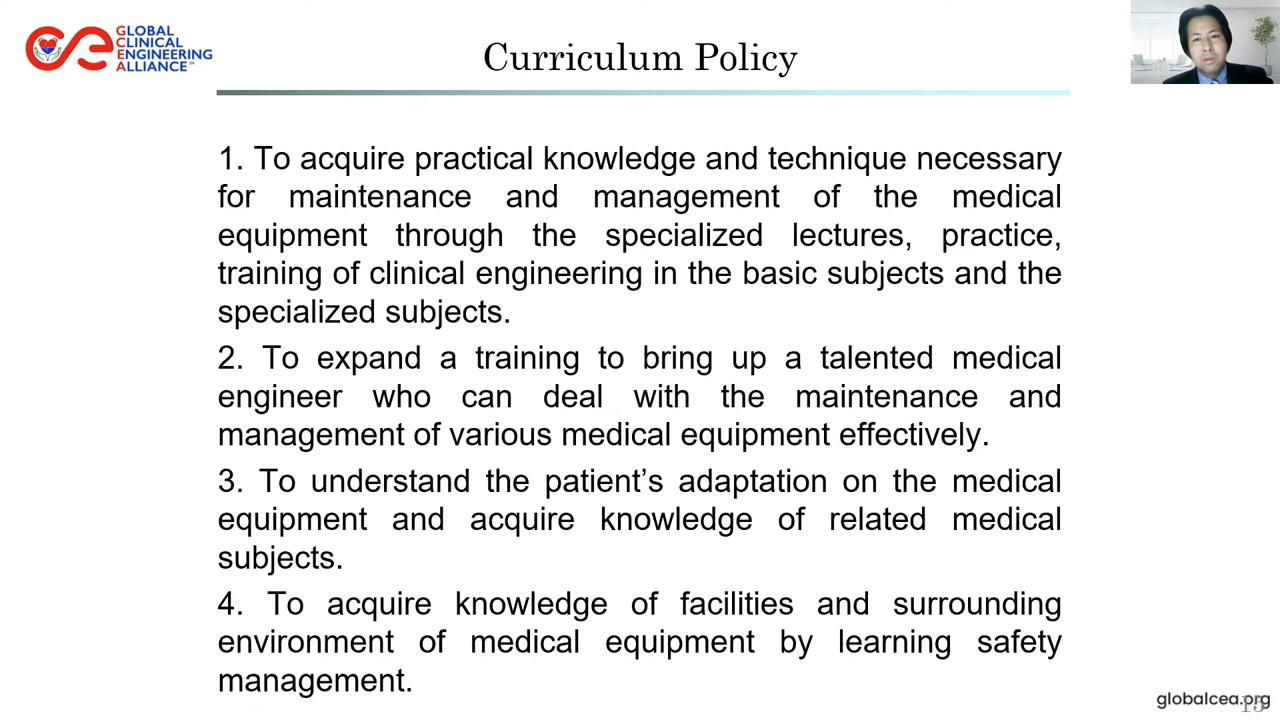 GLOBAL
CLINICAL
ENGINEERING
ALLIANCE™
Curriculum Policy
1. To acquire practical knowledge and technique necessary
for maintenance and management of the medical
equipment through the specialized lectures, practice,
training of clinical engineering in the basic subjects and the
specialized subjects.
2. To expand a training to bring up a talented medical
engineer who can deal with the maintenance and
management of various medical equipment effectively.
3. To understand the patient’s adaptation on the medical
equipment and acquire knowledge of related medical
subjects.
4. To acquire knowledge of facilities and surrounding
environment of medical equipment by learning safety
management.
globalcea.org
15